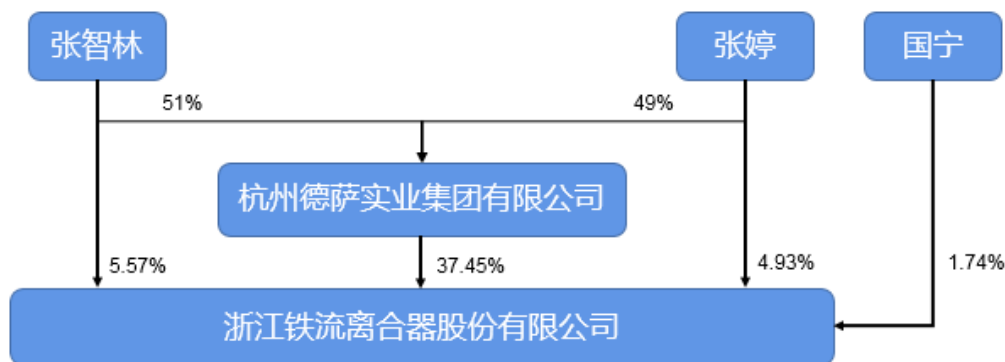 张智林
张婷
国宁
51%
49%
杭州德萨实业集团有限公司
5.57%
37.45%
4.93%
1.74%
浙江铁流离合器股份有限公司